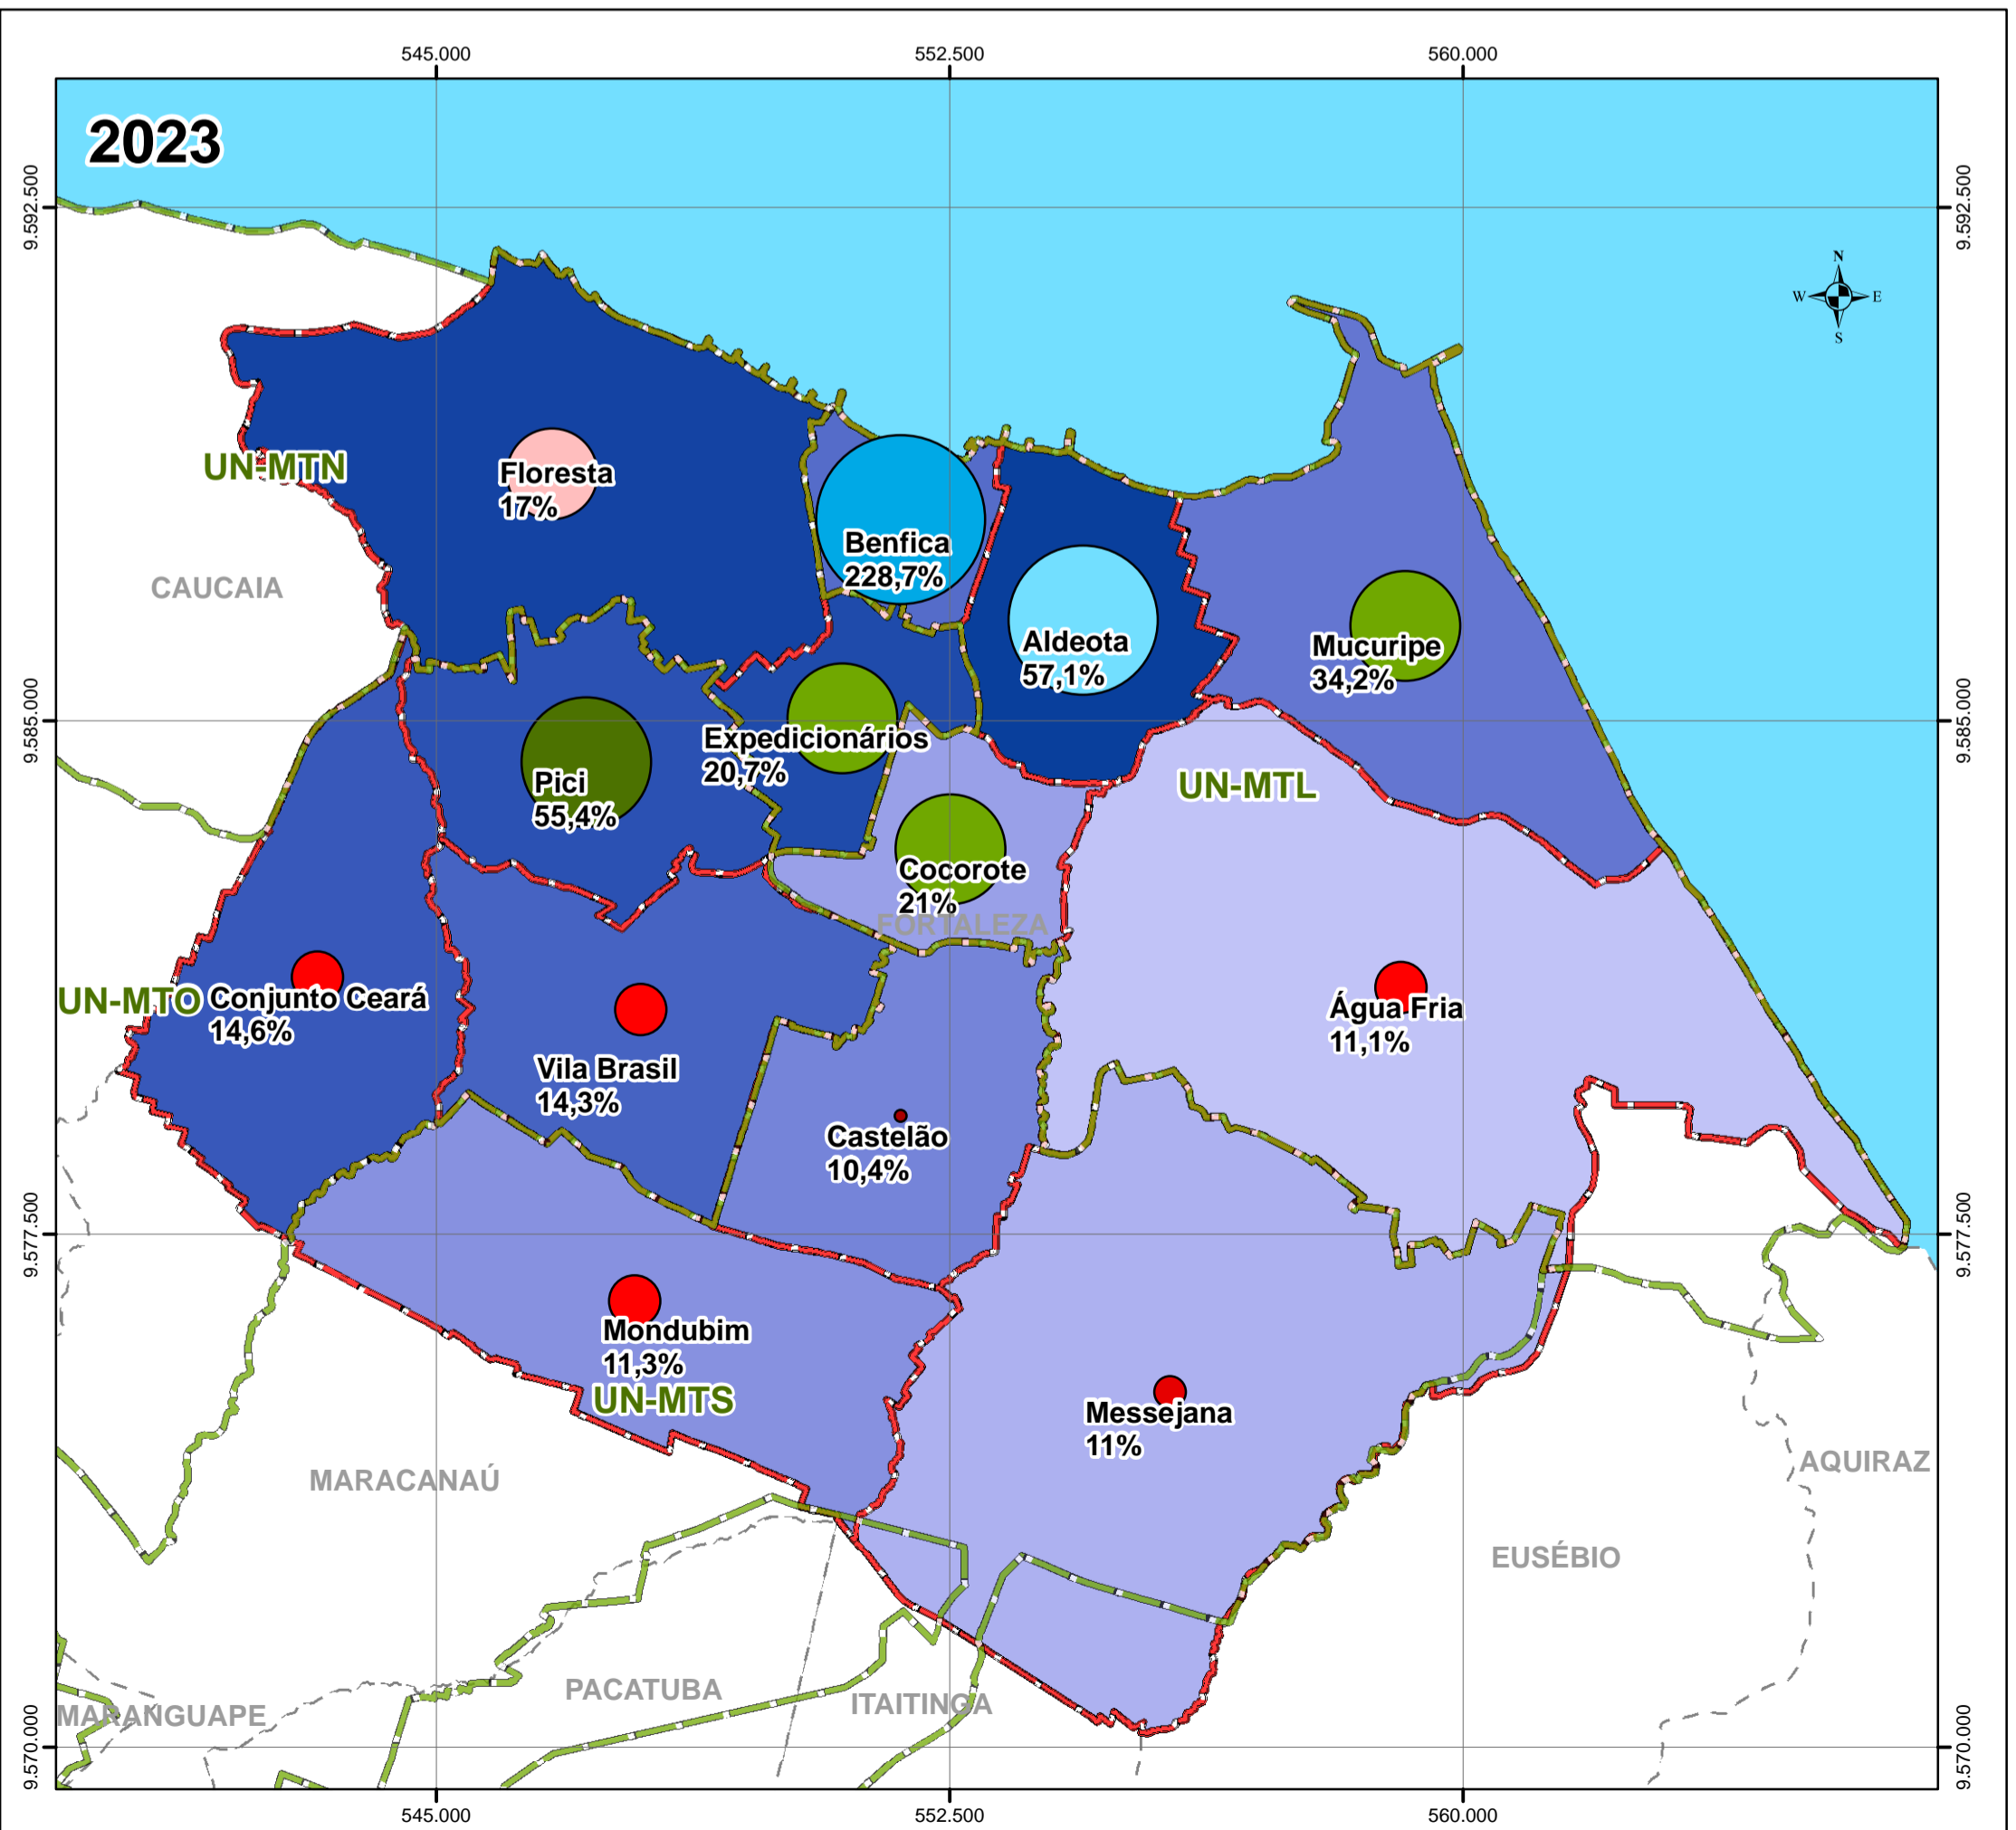 545.000
552.500
560.000
2023
9.592.500
9.592.500
N
W
E
S
UN-MTN
Floresta
17%
Benfica
228,7%
CAUCAIA
Aldeota
57,1%
Mucuripe
34,2%
9.585.000
9.585.000
Expedicionários
20,7%
Pici
55,4%
UN-MTL
Cocorote
21%
FORTALEZA
UN-MTO
Conjunto Ceará
14,6%
Água Fria
11,1%
Vila Brasil
14,3%
Castelão
10,4%
9.577.500
9.577.500
Mondubim
11,3%
UN-MTS
Messejana
11%
MARACANAÚ
AQUIRAZ
EUSÉBIO
PACATUBA
ITAITINGA
MARANGUAPE
9.570.000
9.570.000
545.000
552.500
560.000